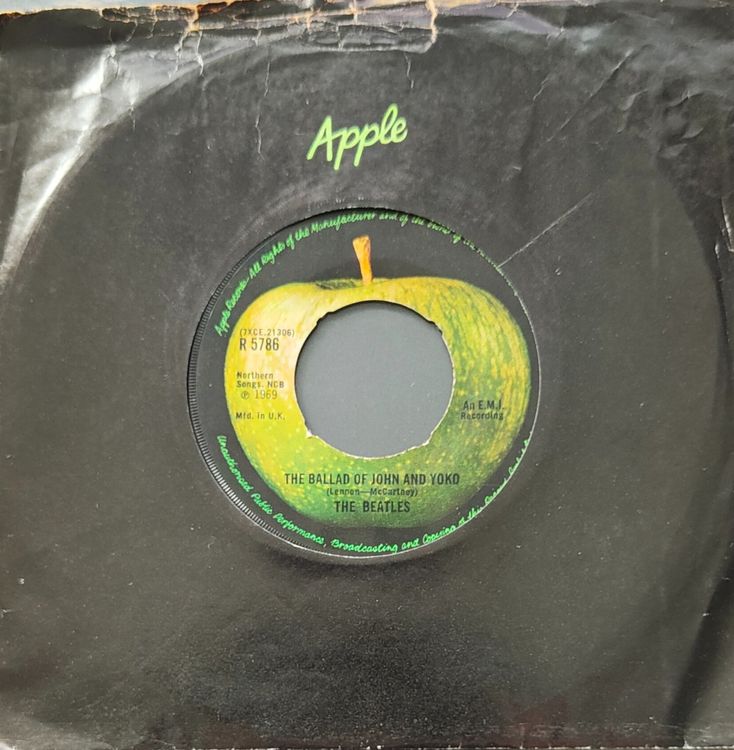 Apple
Apple Records-All Rights of the Manufacturer and of the Owner of the
(7XCE.21306)
R 5786
Northern
Songs. NCB
℗ 1969
Mfd. in U.K.
An E.M.I.
Recording
THE BALLAD OF JOHN AND YOKO
(Lennon—McCartney)
THE BEATLES
Unauthorised Public Performance, Broadcasting and Copying of this Record